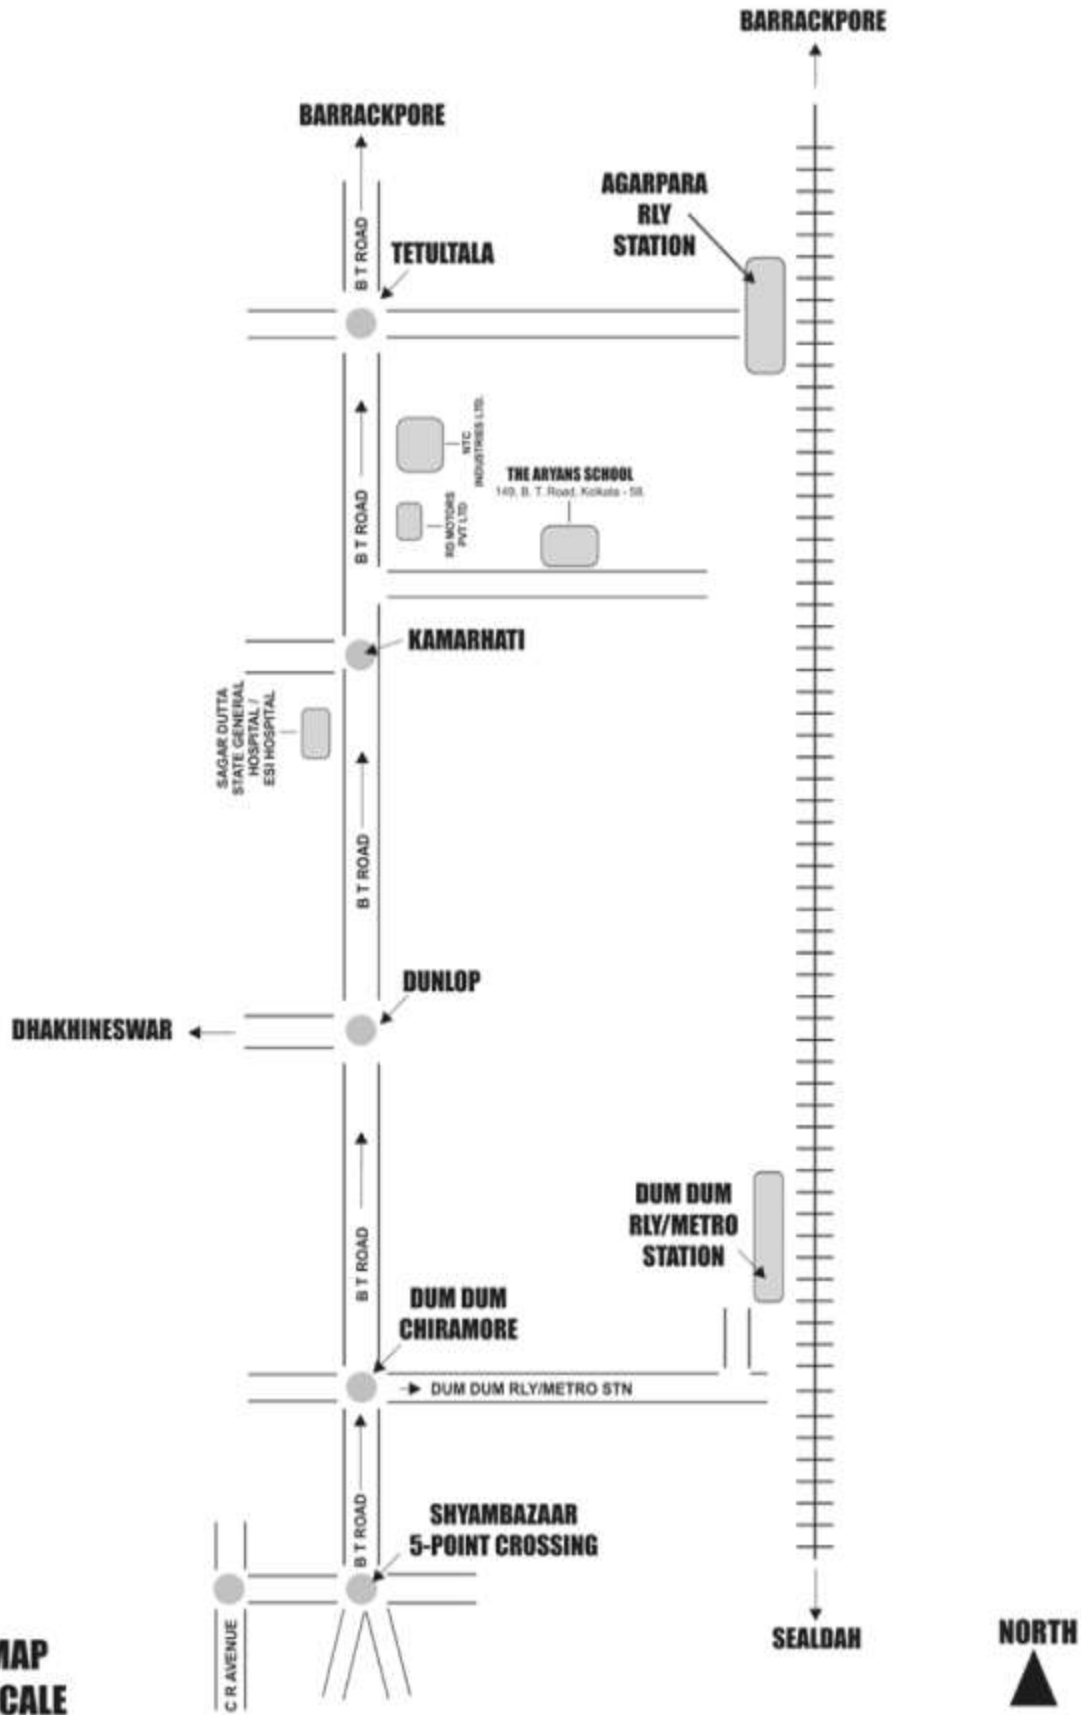 BARRACKPORE
BARRACKPORE
AGARPARA
RLY
STATION
B T ROAD
TETULTALA
NTC
INDUSTRIES LTD.
THE ARYANS SCHOOL
149, B. T. Road, Kolkata - 58.
B T ROAD
RD MOTORS
PVT LTD
KAMARHATI
SAGAR DUTTA
STATE GENERAL
HOSPITAL /
ESI HOSPITAL
B T ROAD
DUNLOP
DHAKHINESWAR
DUM DUM
RLY/METRO
STATION
B T ROAD
DUM DUM
CHIRAMORE
DUM DUM RLY/METRO STN
B T ROAD
SHYAMBAZAAR
5-POINT CROSSING
C R AVENUE
SEALDAH
NORTH
MAP
SCALE